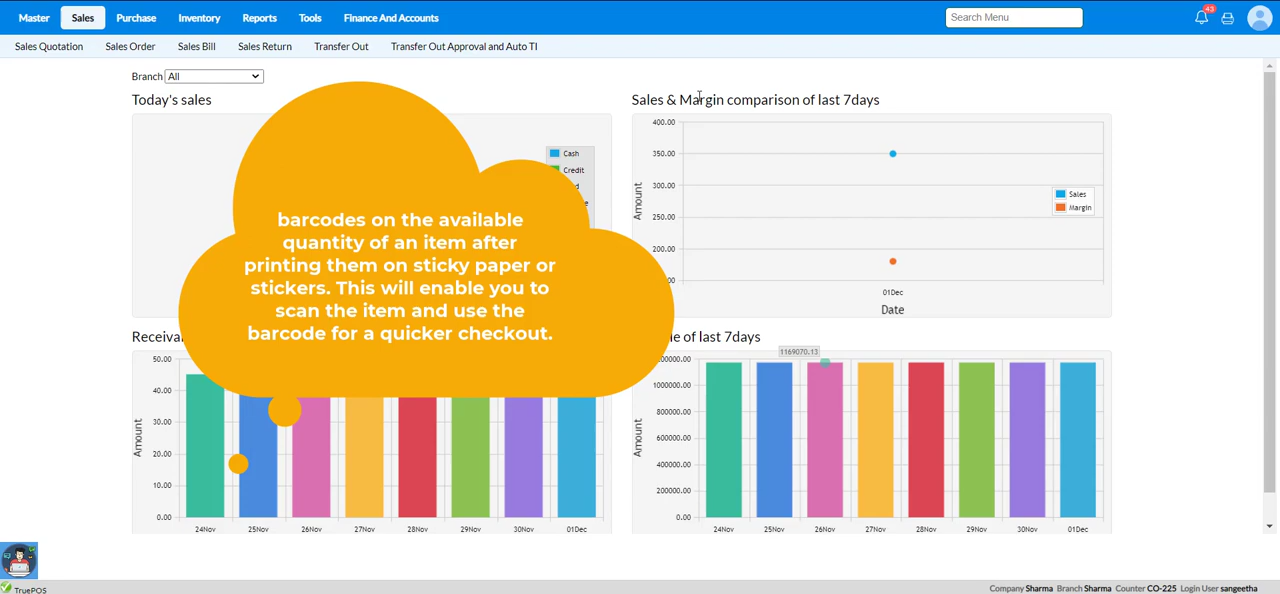 Master Sales Purchase Inventory Reports Tools Finance And Accounts Search Menu 43
Sales Quotation Sales Order Sales Bill Sales Return Transfer Out Transfer Out Approval and Auto TI
Branch All
Today's sales
Cash
Credit
barcodes on the available
quantity of an item after
printing them on sticky paper or
stickers. This will enable you to
scan the item and use the
barcode for a quicker checkout.
Sales & Margin comparison of last 7days
400.00
350.00
300.00
250.00
200.00
Amount
Sales
Margin
01Dec
Date
50.00
40.00
30.00
20.00
10.00
0.00
Amount
24Nov 25Nov 26Nov 27Nov 28Nov 29Nov 30Nov 01Dec
of last 7days
1169070.13
1000000.00
800000.00
600000.00
400000.00
200000.00
0.00
Amount
24Nov 25Nov 26Nov 27Nov 28Nov 29Nov 30Nov 01Dec
TruePOS
Company Sharma Branch Sharma Counter CO-225 Login User sangeetha